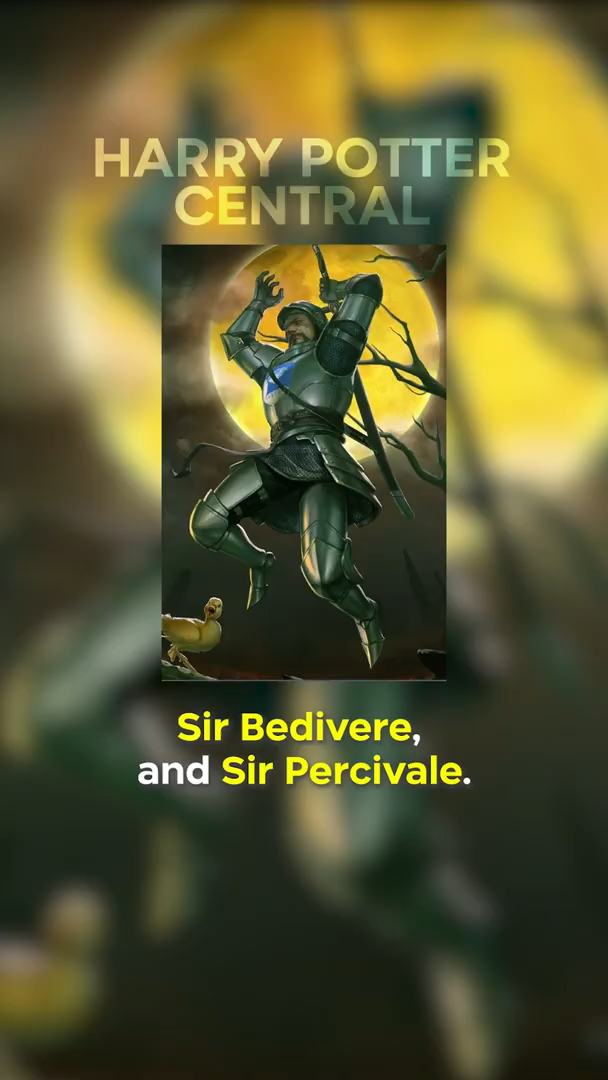 HARRY POTTER
CENTRAL
Sir Bedivere,
and Sir Percivale.